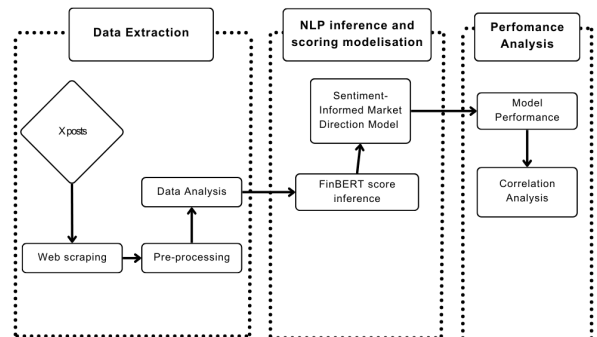 Data Extraction
NLP inference and
scoring modelisation
Perfomance
Analysis
X posts
Web scraping
Pre-processing
Data Analysis
FinBERT score
inference
Sentiment-
Informed Market
Direction Model
Model
Performance
Correlation
Analysis